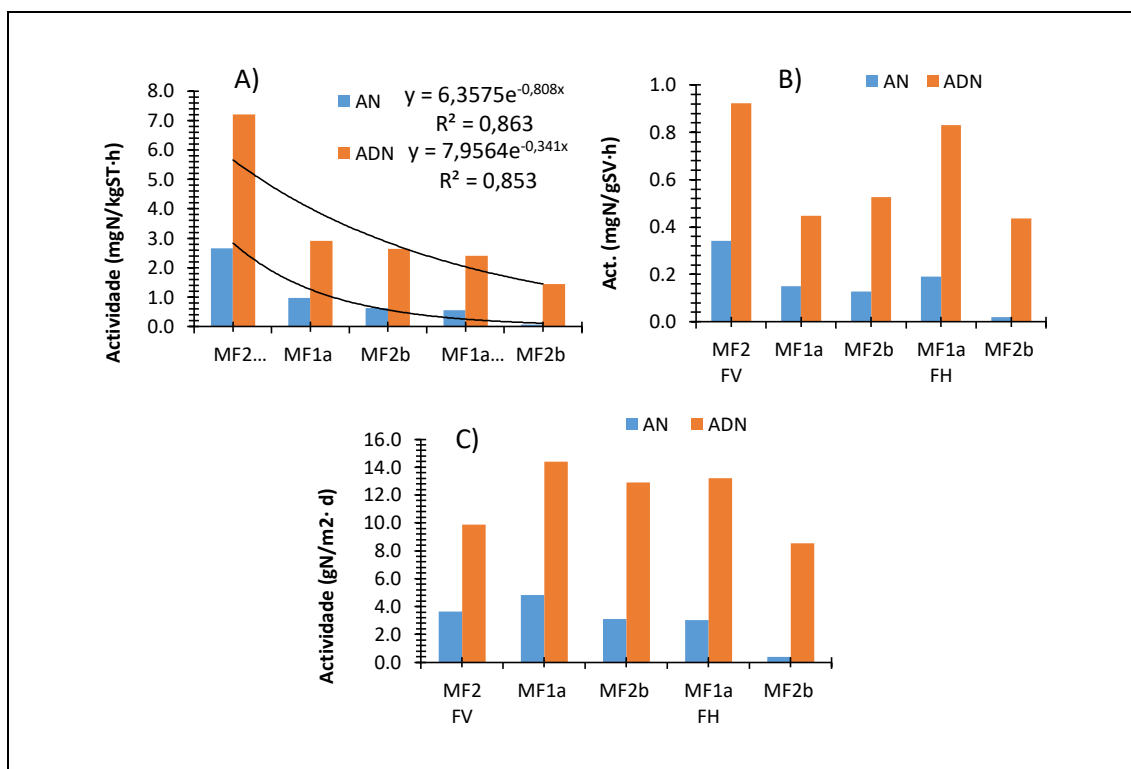 A)
AN y = 6,3575e^-0,808x
R² = 0,863
ADN y = 7,9564e^-0,341x
R² = 0,853
Actividade (mgN/kgST·h)
8.0
7.0
6.0
5.0
4.0
3.0
2.0
1.0
0.0
MF2... MF1a MF2b MF1a... MF2b
B)
AN ADN
Act. (mgN/gSV·h)
1.0
0.8
0.6
0.4
0.2
0.0
MF2 MF1a MF2b MF1a MF2b
FV FH
C)
AN ADN
Actividade (gN/m2· d)
16.0
14.0
12.0
10.0
8.0
6.0
4.0
2.0
0.0
MF2 MF1a MF2b MF1a MF2b
FV FH